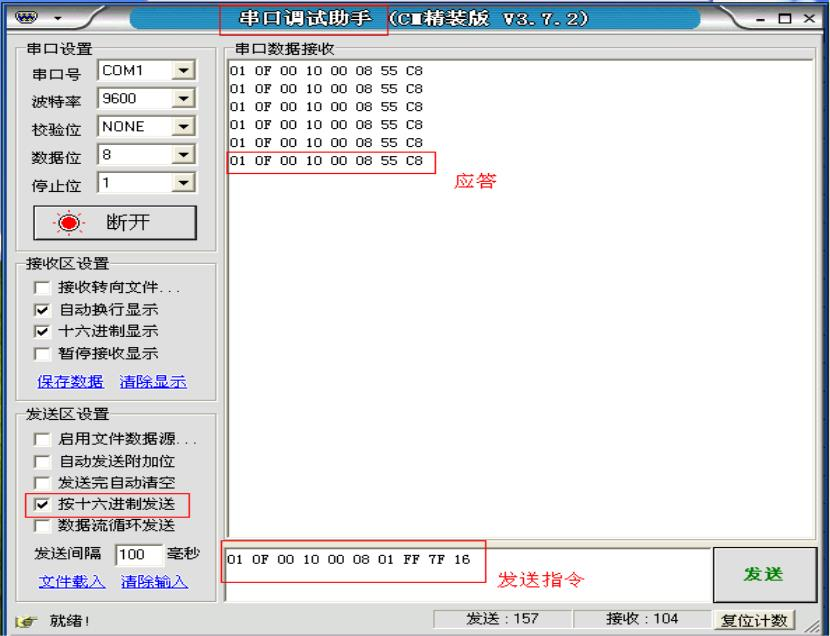 串口调试助手 (CM精装版 V3.7.2)
串口设置
串口号 COM1
波特率 9600
校验位 NONE
数据位 8
停止位 1
断开
接收区设置
接收转向文件...
自动换行显示
十六进制显示
暂停接收显示
保存数据 清除显示
发送区设置
启用文件数据源...
自动发送附加位
发送完自动清空
按十六进制发送
数据流循环发送
发送间隔 100 毫秒
文件载入 清除输入
串口数据接收
01 0F 00 10 00 08 55 C8
01 0F 00 10 00 08 55 C8
01 0F 00 10 00 08 55 C8
01 0F 00 10 00 08 55 C8
01 0F 00 10 00 08 55 C8
01 0F 00 10 00 08 55 C8
应答
01 0F 00 10 00 08 01 FF 7F 16
发送指令
发送
就绪!
发送:157
接收:104
复位计数